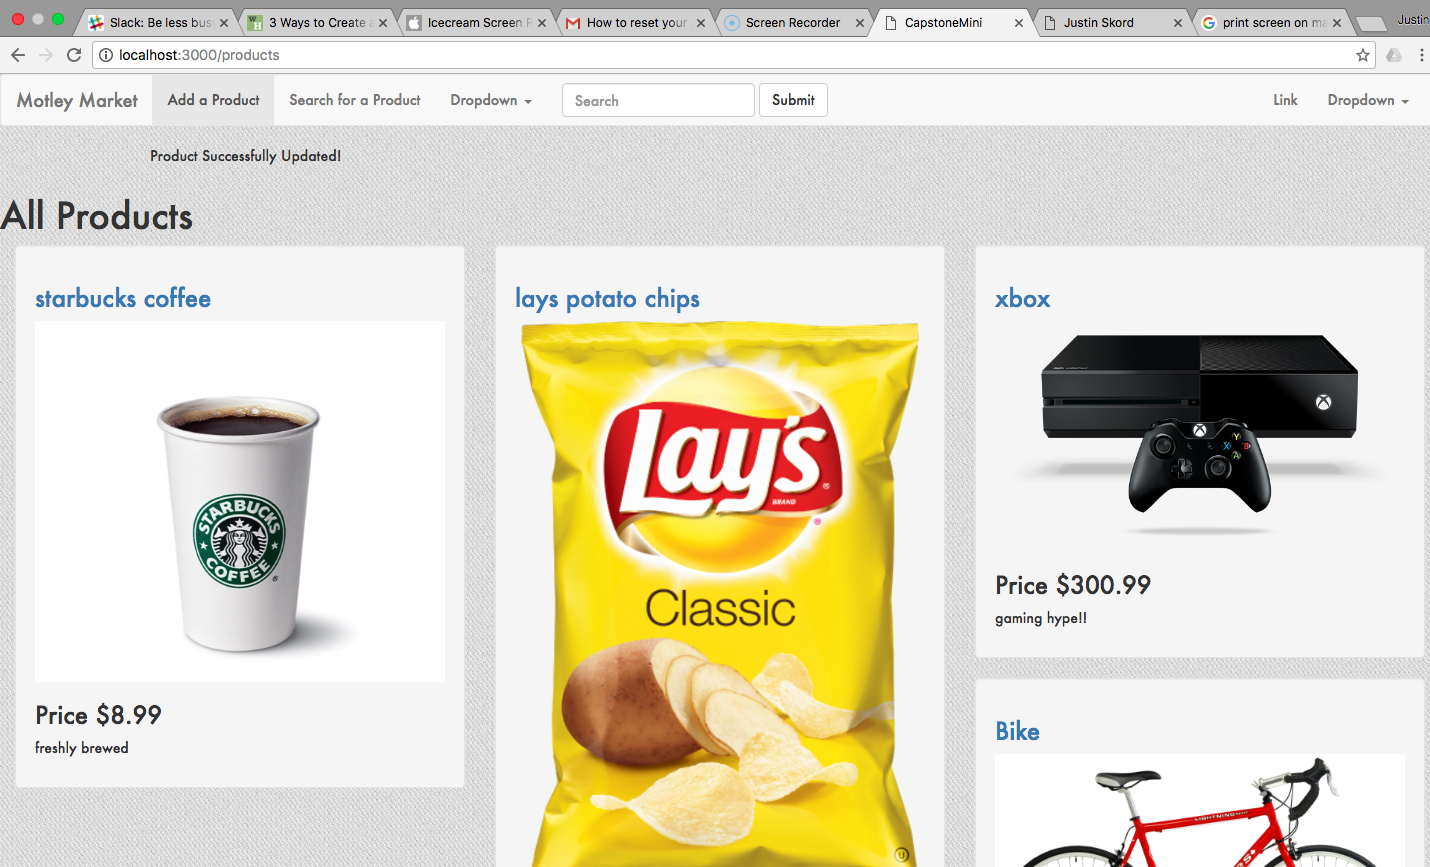 Slack: Be less bus
3 Ways to Create a
Icecream Screen R
How to reset your
Screen Recorder
CapstoneMini
Justin Skord
print screen on ma
Justin
localhost:3000/products
Motley Market
Add a Product
Search for a Product
Dropdown
Search
Submit
Link
Dropdown
Product Successfully Updated!
All Products
starbucks coffee
STARBUCKS
COFFEE
Price $8.99
freshly brewed
lays potato chips
Lay's
BRAND
Classic
xbox
Y
X
B
A
Price $300.99
gaming hype!!
Bike
LIGHTNING